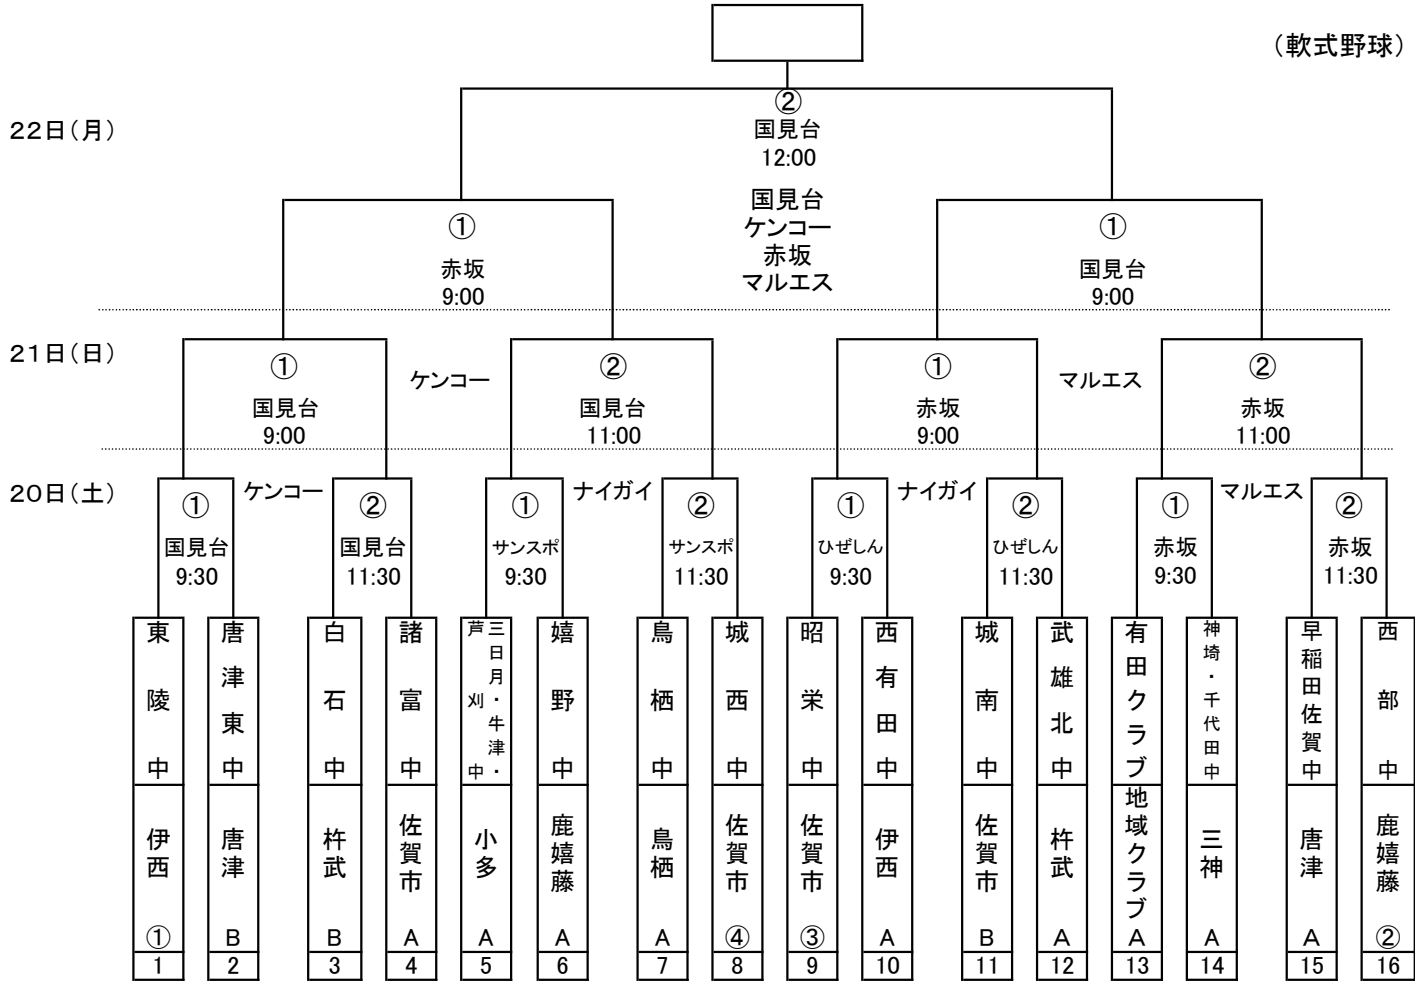 (軟式野球)
22日(月)
②
国見台
12:00
国見台
ケンコー
赤坂
マルエス
①
赤坂
9:00
①
国見台
9:00
21日(日)
①
国見台
9:00
ケンコー
②
国見台
11:00
①
赤坂
9:00
マルエス
②
赤坂
11:00
20日(土)
①
国見台
9:30
ケンコー
②
国見台
11:30
①
サンスポ
9:30
ナイガイ
②
サンスポ
11:30
①
ひぜしん
9:30
ナイガイ
②
ひぜしん
11:30
①
赤坂
9:30
マルエス
②
赤坂
11:30
東陵中
伊西
①
1
唐津東中
唐津
B
2
白石中
杵武
B
3
諸富中
佐賀市
A
4
三日月・牛津・
芦刈中
小多
A
5
嬉野中
鹿嬉藤
A
6
鳥栖中
鳥栖
A
7
城西中
佐賀市
④
8
昭栄中
佐賀市
③
9
西有田中
伊西
A
10
城南中
佐賀市
B
11
武雄北中
杵武
A
12
有田クラブ
地域クラブ
A
13
神埼・千代田中
三神
A
14
早稲田佐賀中
唐津
A
15
西部中
鹿嬉藤
②
16